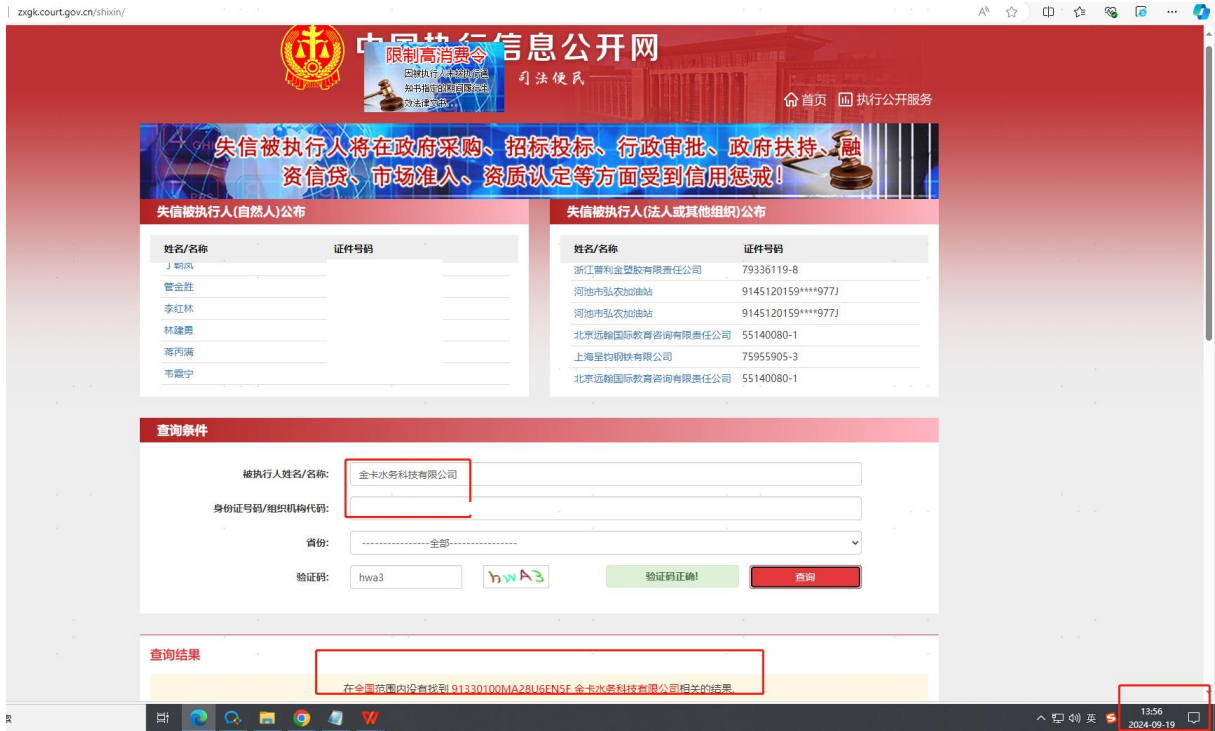 zxgk.court.gov.cn/shixin/
息公开网
限制高消费令
司法便民
首页 执行公开服务
失信被执行人将在政府采购、招标投标、行政审批、政府扶持、融
资信贷、市场准入、资质认定等方面受到信用惩戒!
失信被执行人(自然人)公布
姓名/名称 证件号码
管全胜
李红林
林建勇
蒋丙满
韦霞宁
失信被执行人(法人或其他组织)公布
姓名/名称 证件号码
浙江普利金塑胶有限责任公司 79336119-8
河池市弘农加油站 9145120159****977J
河池市弘农加油站 9145120159****977J
北京远翰国际教育咨询有限责任公司 55140080-1
上海呈钧钢铁有限公司 75955905-3
北京远翰国际教育咨询有限责任公司 55140080-1
查询条件
被执行人姓名/名称: 金卡水务科技有限公司
身份证号码/组织机构代码:
省份: ----------------全部----------------
验证码: hwa3 hwA3 验证码正确! 查询
查询结果
在全国范围内没有找到 91330100MA28U6EN5F 金卡水务科技有限公司相关的结果.
英
13:56
2024-09-19